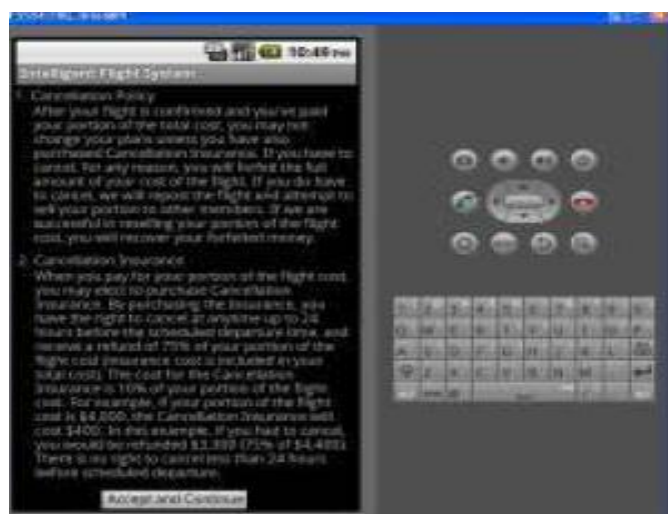 10:49 PM
Intelligent Flight System
1. Cancellation Policy
After your flight is confirmed and you've paid
your portion of the total cost, you may not
change your plans unless you have also
purchased Cancellation Insurance. If you have to
cancel, for any reason, you will forfeit the full
amount of your cost of the flight. If you do have
to cancel, we will repost the flight and attempt to
sell your portion to other members. If we are
successful in reselling your portion of the flight
cost, you will recover your forfeited money.
2. Cancellation Insurance
When you pay for your portion of the flight cost,
you may elect to purchase Cancellation
Insurance. By purchasing the insurance, you
have the right to cancel at anytime up to 24
hours before the scheduled departure time, and
receive a refund of 75% of your portion of the
flight cost (insurance cost is included in your
total cost). The cost for the Cancellation
Insurance is 10% of your portion of the flight
cost. For example, if your portion of the flight
cost is $4,000, the Cancellation Insurance will
cost $400. In this example, if you had to cancel,
you would be refunded $3,300 (75% of $4,400).
There is no right to cancel less than 24 hours
before scheduled departure.
Accept and Continue